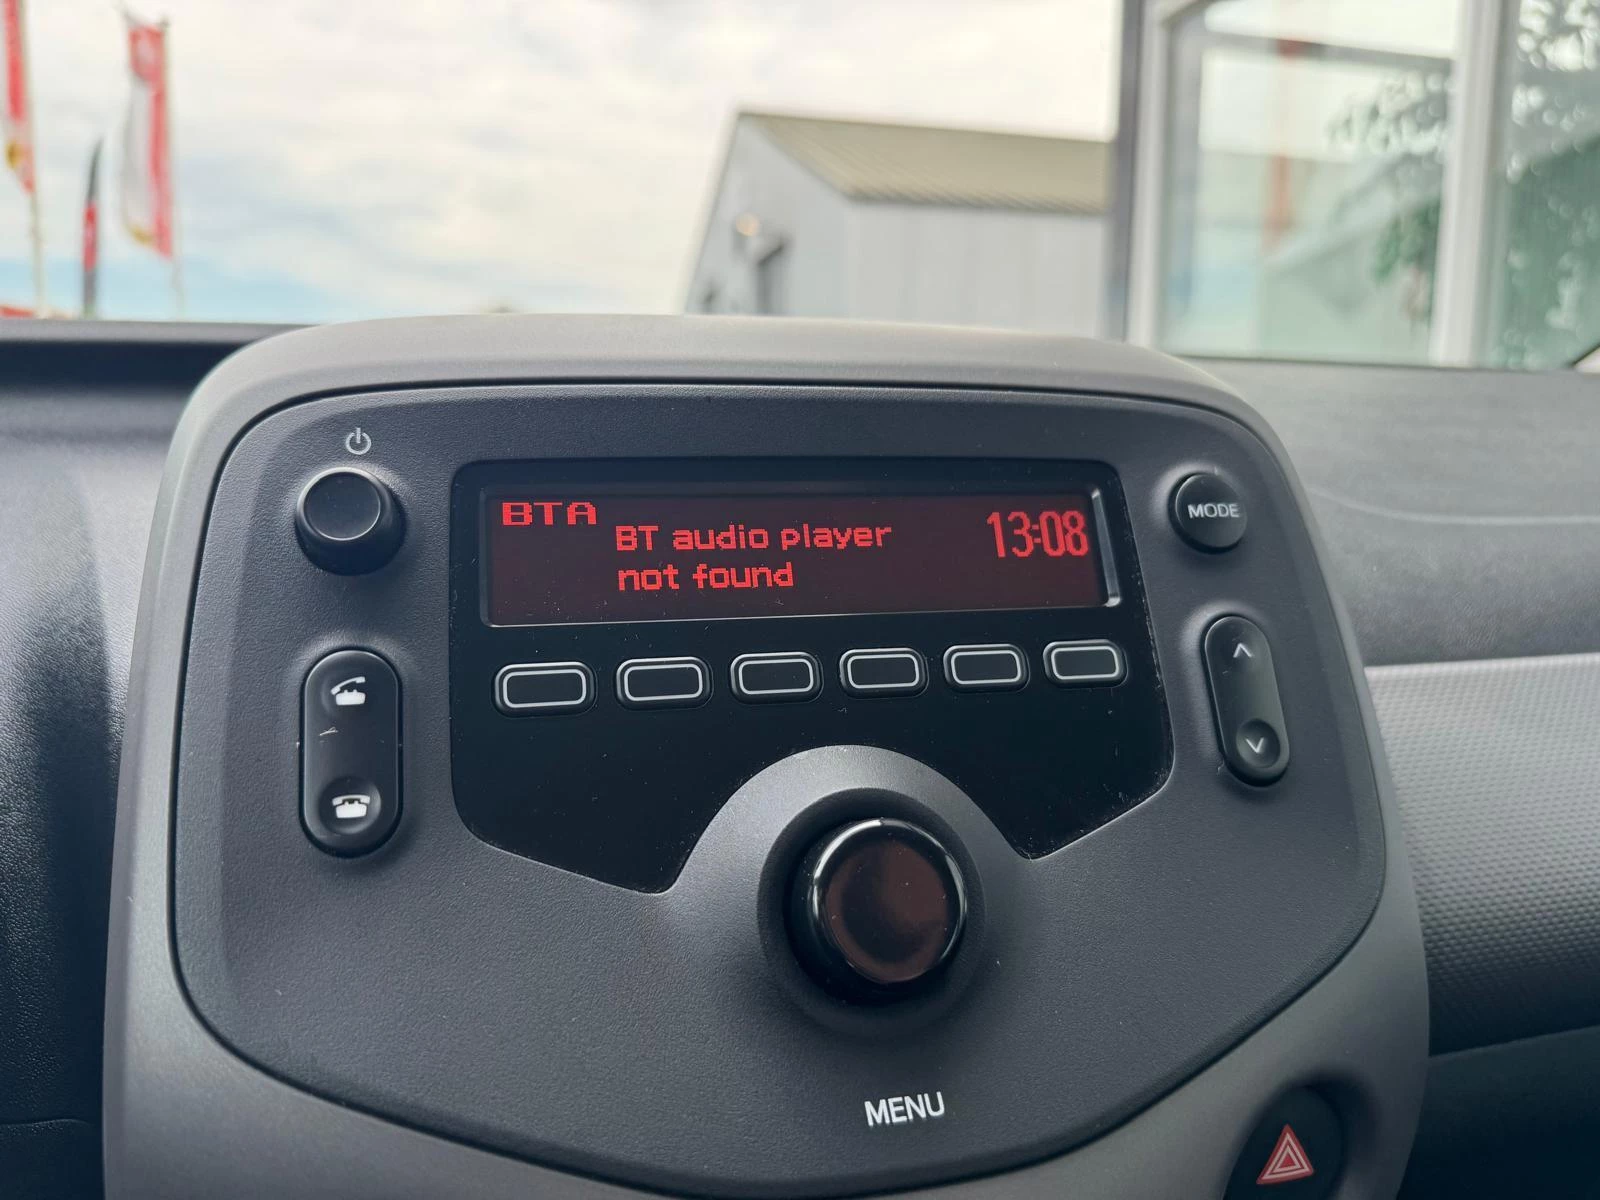 BTA
BT audio player
not found
13:08
MODE
MENU